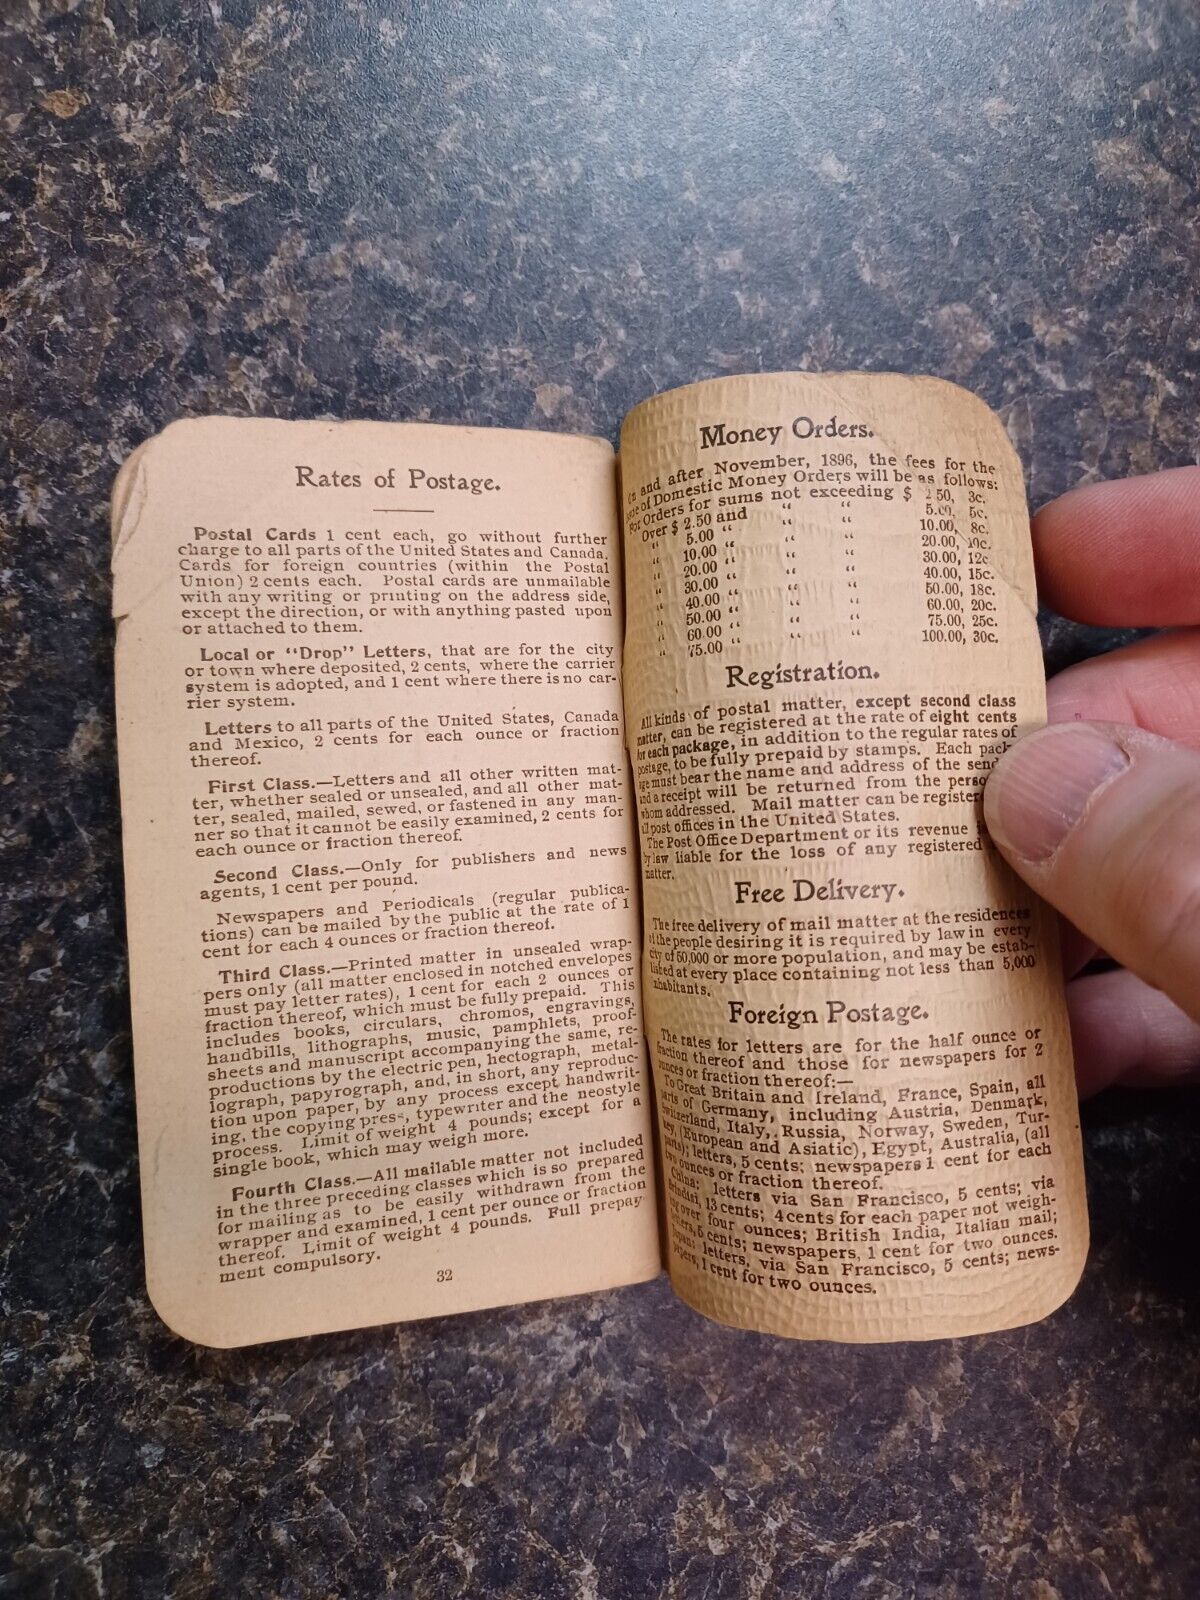 Rates of Postage.
Postal Cards 1 cent each, go without further
charge to all parts of the United States and Canada.
Cards for foreign countries (within the Postal
Union) 2 cents each. Postal cards are unmailable
with any writing or printing on the address side,
except the direction, or with anything pasted upon
or attached to them.
Local or “Drop” Letters, that are for the city
or town where deposited, 2 cents, where the carrier
system is adopted, and 1 cent where there is no car-
rier system.
Letters to all parts of the United States, Canada
and Mexico, 2 cents for each ounce or fraction
thereof.
First Class.—Letters and all other written mat-
ter, whether sealed or unsealed, and all other mat-
ter, sealed, mailed, sewed, or fastened in any man-
ner so that it cannot be easily examined, 2 cents for
each ounce or fraction thereof.
Second Class.—Only for publishers and news
agents, 1 cent per pound.
Newspapers and Periodicals (regular publica-
tions) can be mailed by the public at the rate of 1
cent for each 4 ounces or fraction thereof.
Third Class.—Printed matter in unsealed wrap-
pers only (all matter enclosed in notched envelopes
must pay letter rates), 1 cent for each 2 ounces or
fraction thereof, which must be fully prepaid. This
includes books, circulars, chromos, engravings,
handbills, lithographs, music, pamphlets, proof-
sheets and manuscript accompanying the same, re-
productions by the electric pen, hectograph, metal-
lograph, papyrograph, and, in short, any reproduc-
tion upon paper, by any process except handwrit-
ing, the copying press, typewriter and the neostyle
process. Limit of weight 4 pounds; except for a
single book, which may weigh more.
Fourth Class.—All mailable matter not included
in the three preceding classes which is so prepared
for mailing as to be easily withdrawn from the
wrapper and examined, 1 cent per ounce or fraction
thereof. Limit of weight 4 pounds. Full prepay-
ment compulsory.
32
Money Orders.
and after November, 1896, the fees for the
of Domestic Money Orders will be as follows:
For Orders for sums not exceeding $ 2 50, 3c.
Over $ 2.50 and “ “ 5.00, 5c.
“ 5.00 “ “ “ 10.00, 8c.
“ 10.00 “ “ “ 20.00, 10c.
“ 20.00 “ “ “ 30.00, 12c.
“ 30.00 “ “ “ 40.00, 15c.
“ 40.00 “ “ “ 50.00, 18c.
“ 50.00 “ “ “ 60.00, 20c.
“ 60.00 “ “ “ 75.00, 25c.
“ 75.00 “ “ “ 100.00, 30c.
Registration.
All kinds of postal matter, except second class
matter, can be registered at the rate of eight cents
for each package, in addition to the regular rates of
postage, to be fully prepaid by stamps. Each pack-
age must bear the name and address of the send
and a receipt will be returned from the perso
whom addressed. Mail matter can be register
all post offices in the United States.
The Post Office Department or its revenue
by law liable for the loss of any registered
matter.
Free Delivery.
The free delivery of mail matter at the residences
of the people desiring it is required by law in every
city of 50,000 or more population, and may be estab-
lished at every place containing not less than 5,000
inhabitants.
Foreign Postage.
The rates for letters are for the half ounce or
fraction thereof and those for newspapers for 2
ounces or fraction thereof:—
To Great Britain and Ireland, France, Spain, all
parts of Germany, including Austria, Denmark,
Switzerland, Italy, Russia, Norway, Sweden, Tur-
key, (European and Asiatic), Egypt, Australia, (all
parts); letters, 5 cents; newspapers 1 cent for each
two ounces or fraction thereof.
China: letters via San Francisco, 5 cents; via
Brindisi, 13 cents; 4 cents for each paper not weigh-
ing over four ounces; British India, Italian mail;
letters, 5 cents; newspapers, 1 cent for two ounces.
Japan: letters, via San Francisco, 5 cents; news-
papers, 1 cent for two ounces.